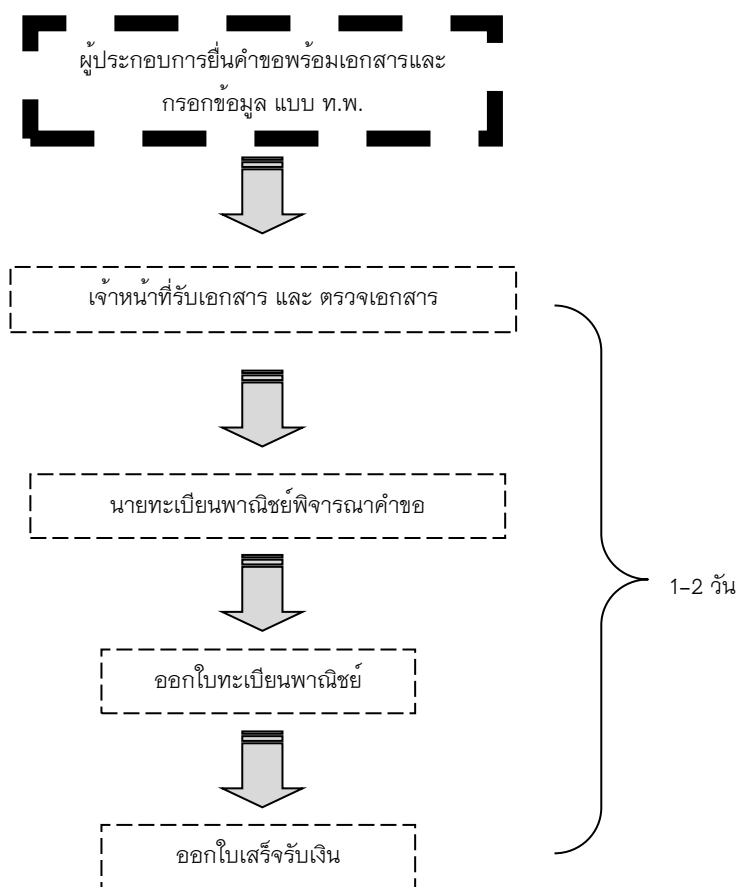 ผู้ประกอบการยื่นคำขอพร้อมเอกสารและ
กรอกข้อมูล แบบ ท.พ.
เจ้าหน้าที่รับเอกสาร และ ตรวจเอกสาร
นายทะเบียนพาณิชย์พิจารณาคำขอ
1-2 วัน
ออกใบทะเบียนพาณิชย์
ออกใบเสร็จรับเงิน